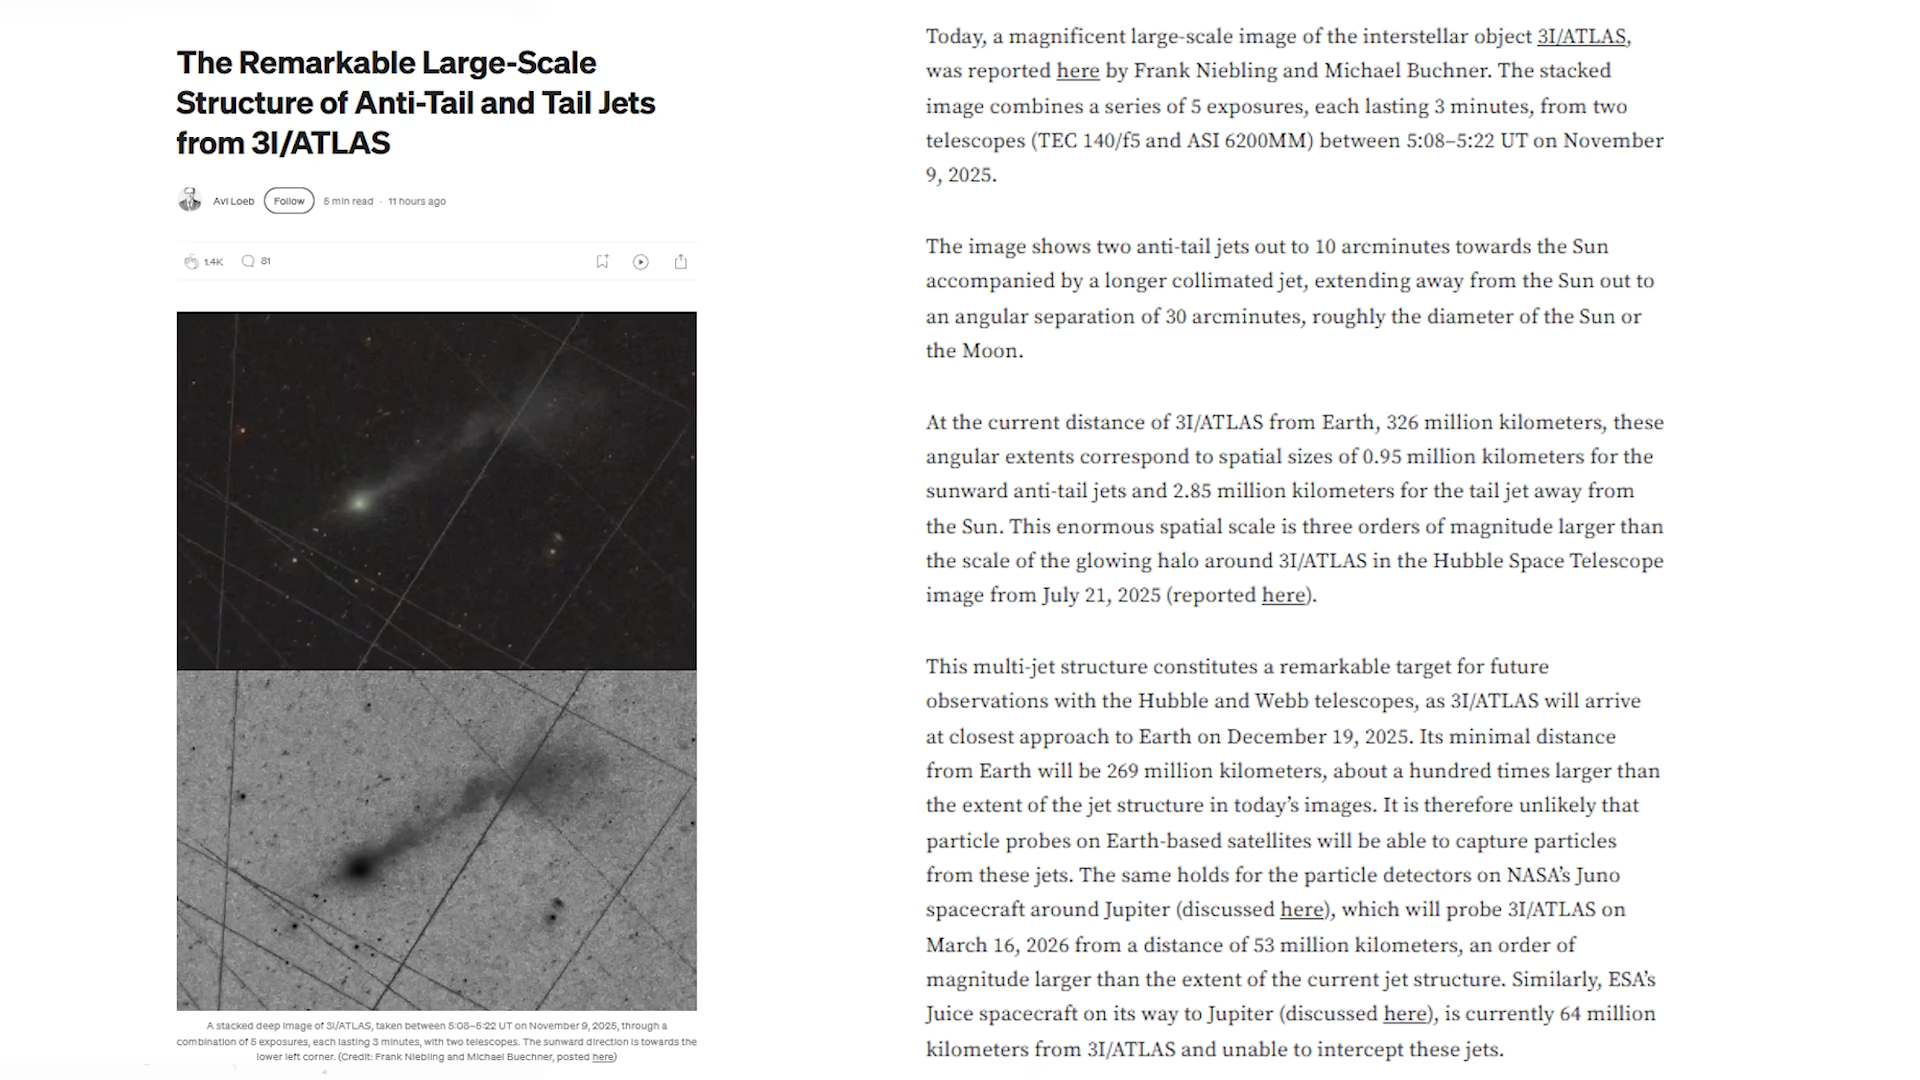 The Remarkable Large-Scale
Structure of Anti-Tail and Tail Jets
from 3I/ATLAS
Avi Loeb Follow 5 min read · 11 hours ago
1.4K 81
A stacked deep image of 3I/ATLAS, taken between 5:08–5:22 UT on November 9, 2025, through a
combination of 5 exposures, each lasting 3 minutes, with two telescopes. The sunward direction is towards the
lower left corner. (Credit: Frank Niebling and Michael Buechner, posted here)
Today, a magnificent large-scale image of the interstellar object 3I/ATLAS,
was reported here by Frank Niebling and Michael Buchner. The stacked
image combines a series of 5 exposures, each lasting 3 minutes, from two
telescopes (TEC 140/f5 and ASI 6200MM) between 5:08–5:22 UT on November
9, 2025.
The image shows two anti-tail jets out to 10 arcminutes towards the Sun
accompanied by a longer collimated jet, extending away from the Sun out to
an angular separation of 30 arcminutes, roughly the diameter of the Sun or
the Moon.
At the current distance of 3I/ATLAS from Earth, 326 million kilometers, these
angular extents correspond to spatial sizes of 0.95 million kilometers for the
sunward anti-tail jets and 2.85 million kilometers for the tail jet away from
the Sun. This enormous spatial scale is three orders of magnitude larger than
the scale of the glowing halo around 3I/ATLAS in the Hubble Space Telescope
image from July 21, 2025 (reported here).
This multi-jet structure constitutes a remarkable target for future
observations with the Hubble and Webb telescopes, as 3I/ATLAS will arrive
at closest approach to Earth on December 19, 2025. Its minimal distance
from Earth will be 269 million kilometers, about a hundred times larger than
the extent of the jet structure in today’s images. It is therefore unlikely that
particle probes on Earth-based satellites will be able to capture particles
from these jets. The same holds for the particle detectors on NASA’s Juno
spacecraft around Jupiter (discussed here), which will probe 3I/ATLAS on
March 16, 2026 from a distance of 53 million kilometers, an order of
magnitude larger than the extent of the current jet structure. Similarly, ESA’s
Juice spacecraft on its way to Jupiter (discussed here), is currently 64 million
kilometers from 3I/ATLAS and unable to intercept these jets.